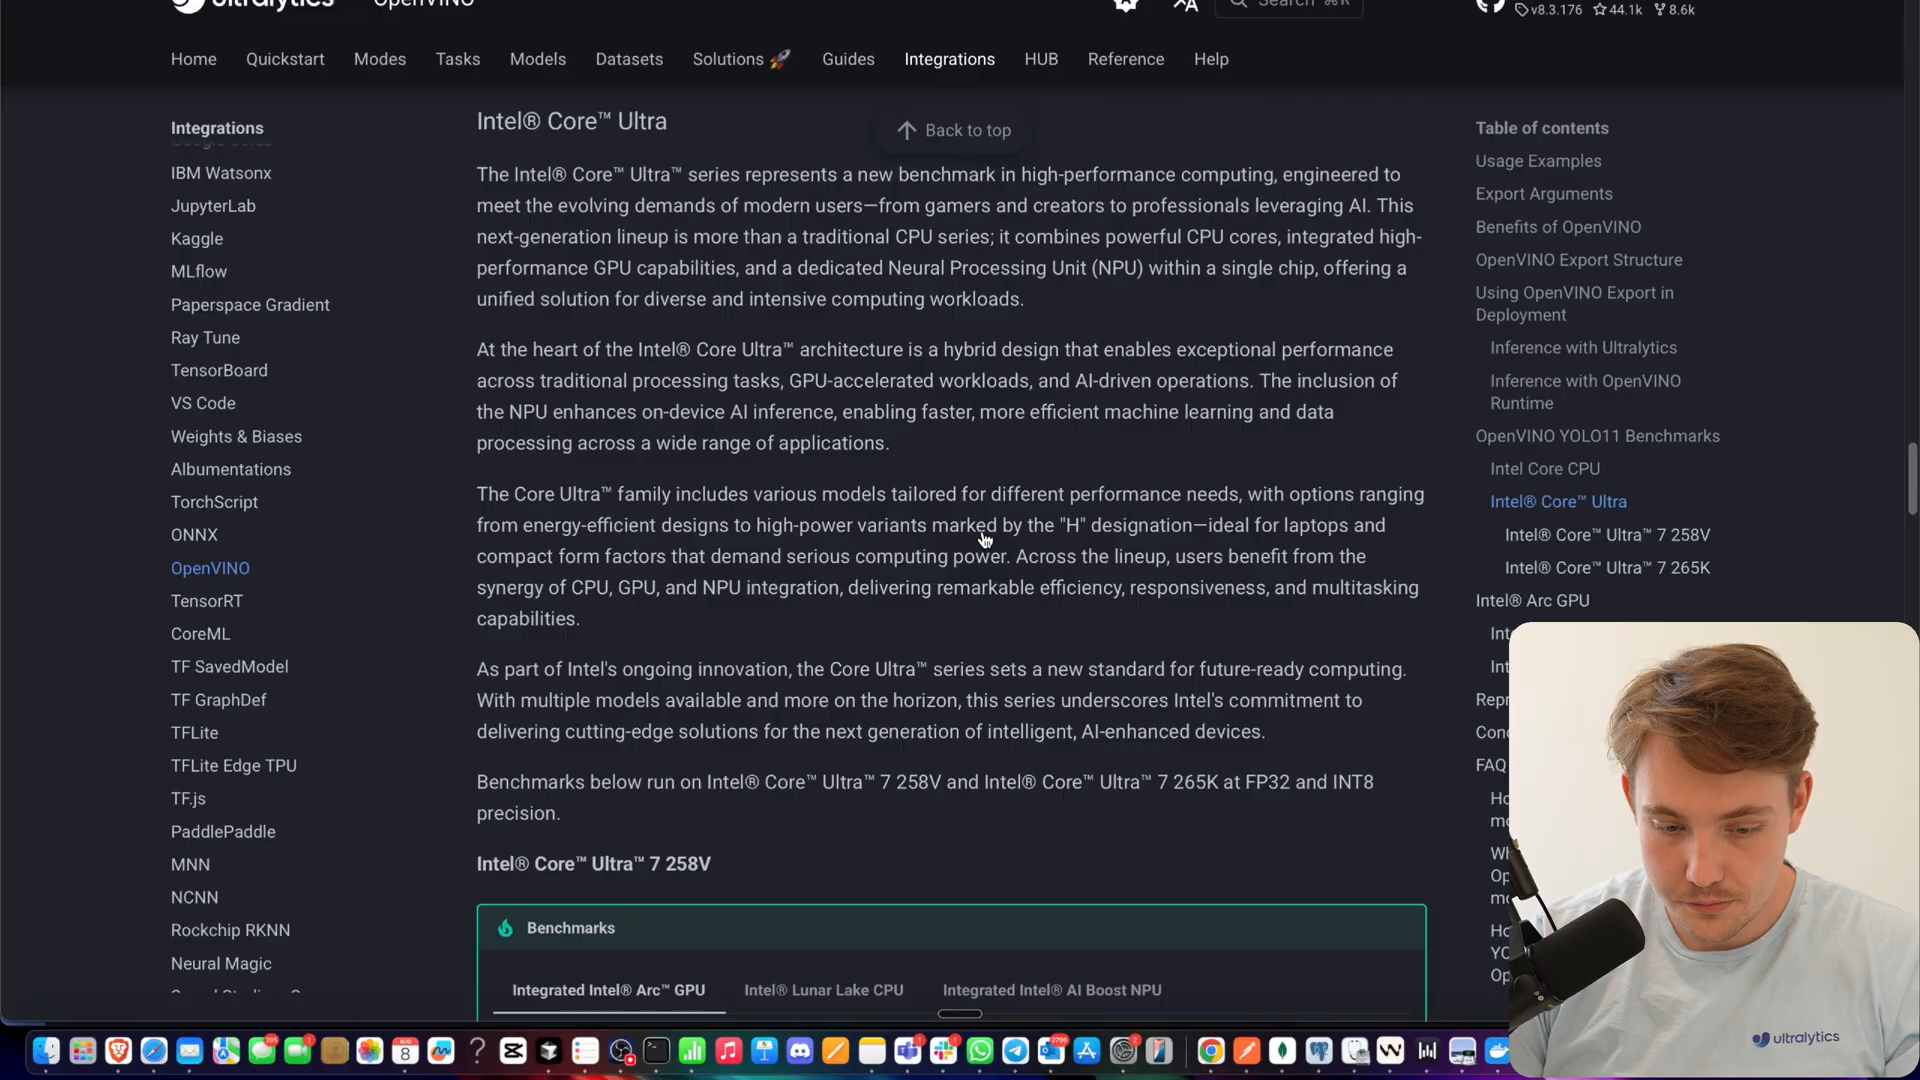 ultralytics OpenVINO
Search ⌘K
v8.3.176 44.1k 8.6k
Home Quickstart Modes Tasks Models Datasets Solutions 🚀 Guides Integrations HUB Reference Help
Integrations
IBM Watsonx
JupyterLab
Kaggle
MLflow
Paperspace Gradient
Ray Tune
TensorBoard
VS Code
Weights & Biases
Albumentations
TorchScript
ONNX
OpenVINO
TensorRT
CoreML
TF SavedModel
TF GraphDef
TFLite
TFLite Edge TPU
TF.js
PaddlePaddle
MNN
NCNN
Rockchip RKNN
Neural Magic
Intel® Core™ Ultra
Back to top
The Intel® Core™ Ultra™ series represents a new benchmark in high-performance computing, engineered to
meet the evolving demands of modern users—from gamers and creators to professionals leveraging AI. This
next-generation lineup is more than a traditional CPU series; it combines powerful CPU cores, integrated high-
performance GPU capabilities, and a dedicated Neural Processing Unit (NPU) within a single chip, offering a
unified solution for diverse and intensive computing workloads.
At the heart of the Intel® Core Ultra™ architecture is a hybrid design that enables exceptional performance
across traditional processing tasks, GPU-accelerated workloads, and AI-driven operations. The inclusion of
the NPU enhances on-device AI inference, enabling faster, more efficient machine learning and data
processing across a wide range of applications.
The Core Ultra™ family includes various models tailored for different performance needs, with options ranging
from energy-efficient designs to high-power variants marked by the "H" designation—ideal for laptops and
compact form factors that demand serious computing power. Across the lineup, users benefit from the
synergy of CPU, GPU, and NPU integration, delivering remarkable efficiency, responsiveness, and multitasking
capabilities.
As part of Intel's ongoing innovation, the Core Ultra™ series sets a new standard for future-ready computing.
With multiple models available and more on the horizon, this series underscores Intel's commitment to
delivering cutting-edge solutions for the next generation of intelligent, AI-enhanced devices.
Benchmarks below run on Intel® Core™ Ultra™ 7 258V and Intel® Core™ Ultra™ 7 265K at FP32 and INT8
precision.
Intel® Core™ Ultra™ 7 258V
Benchmarks
Integrated Intel® Arc™ GPU Intel® Lunar Lake CPU Integrated Intel® AI Boost NPU
Table of contents
Usage Examples
Export Arguments
Benefits of OpenVINO
OpenVINO Export Structure
Using OpenVINO Export in
Deployment
Inference with Ultralytics
Inference with OpenVINO
Runtime
OpenVINO YOLO11 Benchmarks
Intel Core CPU
Intel® Core™ Ultra
Intel® Core™ Ultra™ 7 258V
Intel® Core™ Ultra™ 7 265K
Intel® Arc GPU
Int
Int
Repr
Conc
FAQ
Ho
mo
Wh
Op
mo
Ho
YO
Op
ultralytics
AUG
8